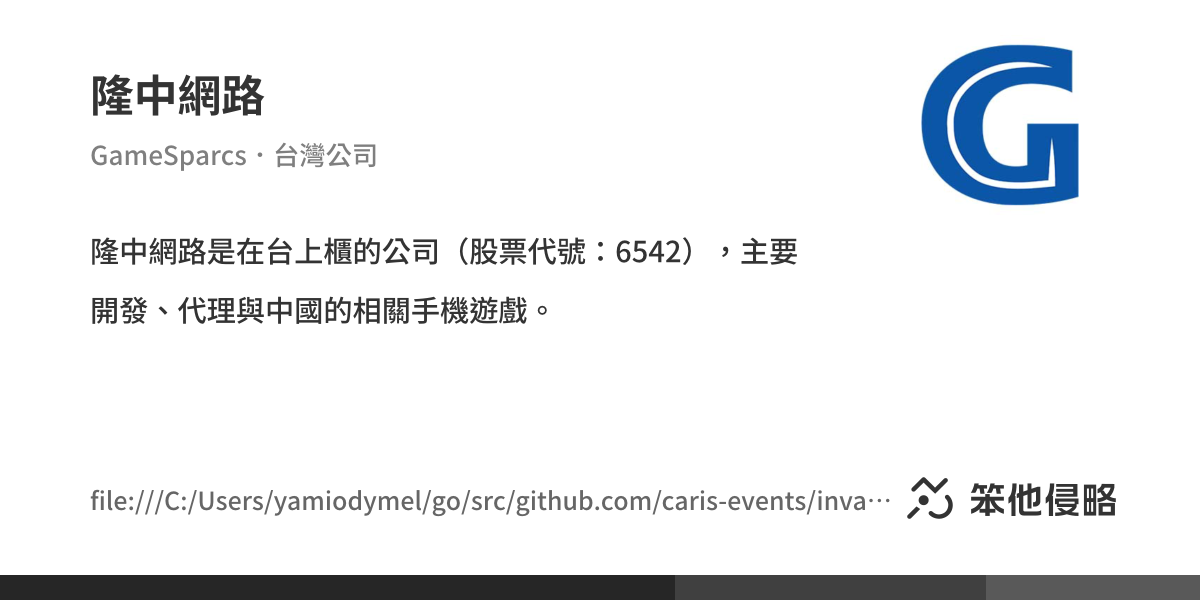 隆中網路
GameSparcs・台灣公司
隆中網路是在台上櫃的公司（股票代號：6542），主要
開發、代理與中國的相關手機遊戲。
file:///C:/Users/yamiodymel/go/src/github.com/caris-events/inva… 笨他侵略